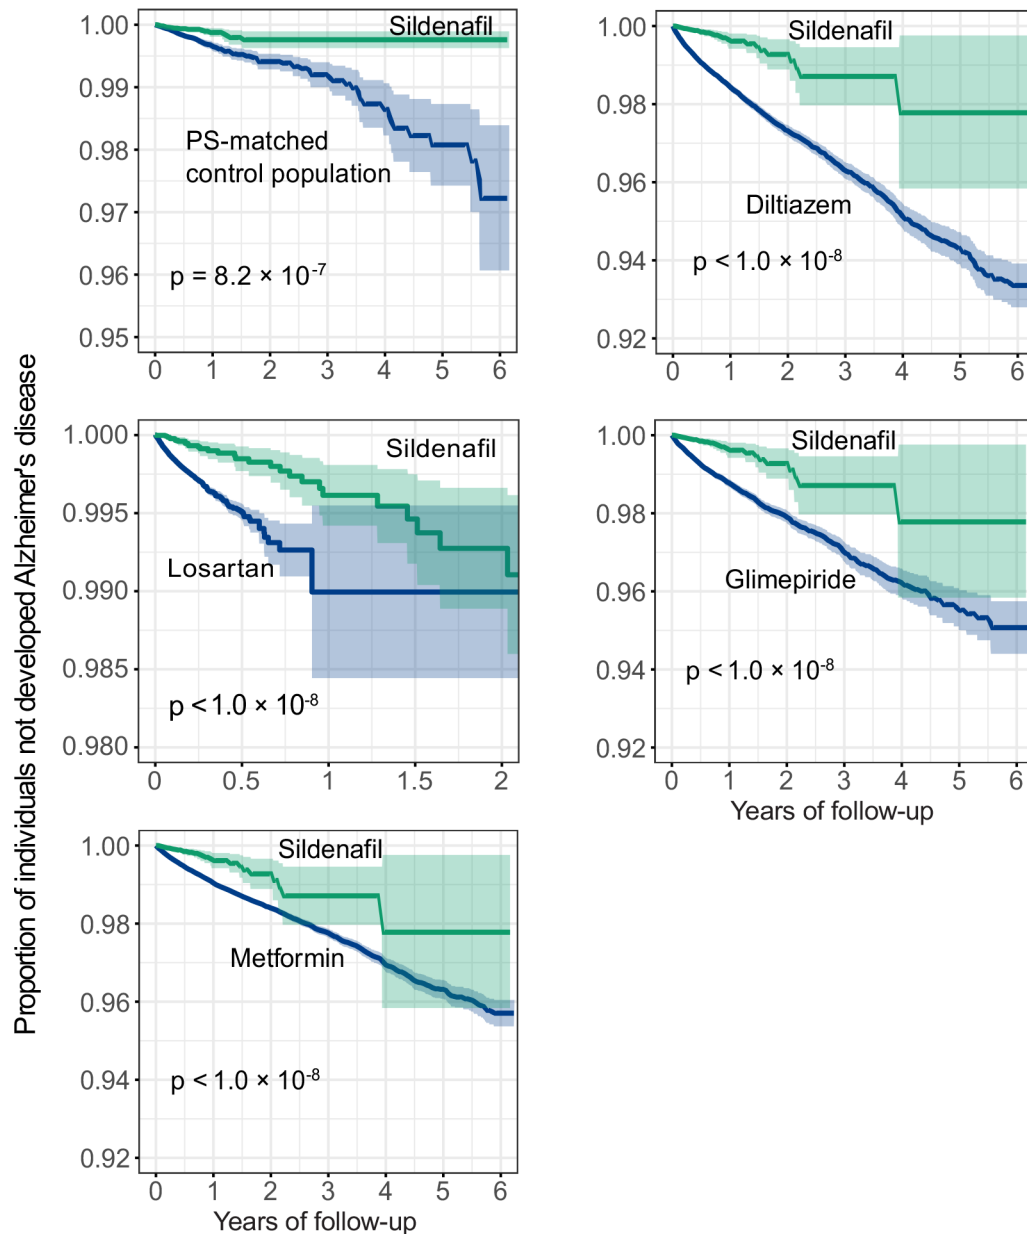 Proportion of individuals not developed Alzheimer's disease
1.00
0.99
0.98
0.97
0.96
0.95
Sildenafil
PS-matched
control population
p = 8.2 × 10⁻⁷
0 1 2 3 4 5 6
1.00
0.98
0.96
0.94
0.92
Sildenafil
Diltiazem
p < 1.0 × 10⁻⁸
0 1 2 3 4 5 6
1.000
0.995
0.990
0.985
0.980
Sildenafil
Losartan
p < 1.0 × 10⁻⁸
0 0.5 1 1.5 2
1.00
0.98
0.96
0.94
0.92
Sildenafil
Glimepiride
p < 1.0 × 10⁻⁸
0 1 2 3 4 5 6
Years of follow-up
1.00
0.98
0.96
0.94
0.92
Sildenafil
Metformin
p < 1.0 × 10⁻⁸
0 1 2 3 4 5 6
Years of follow-up